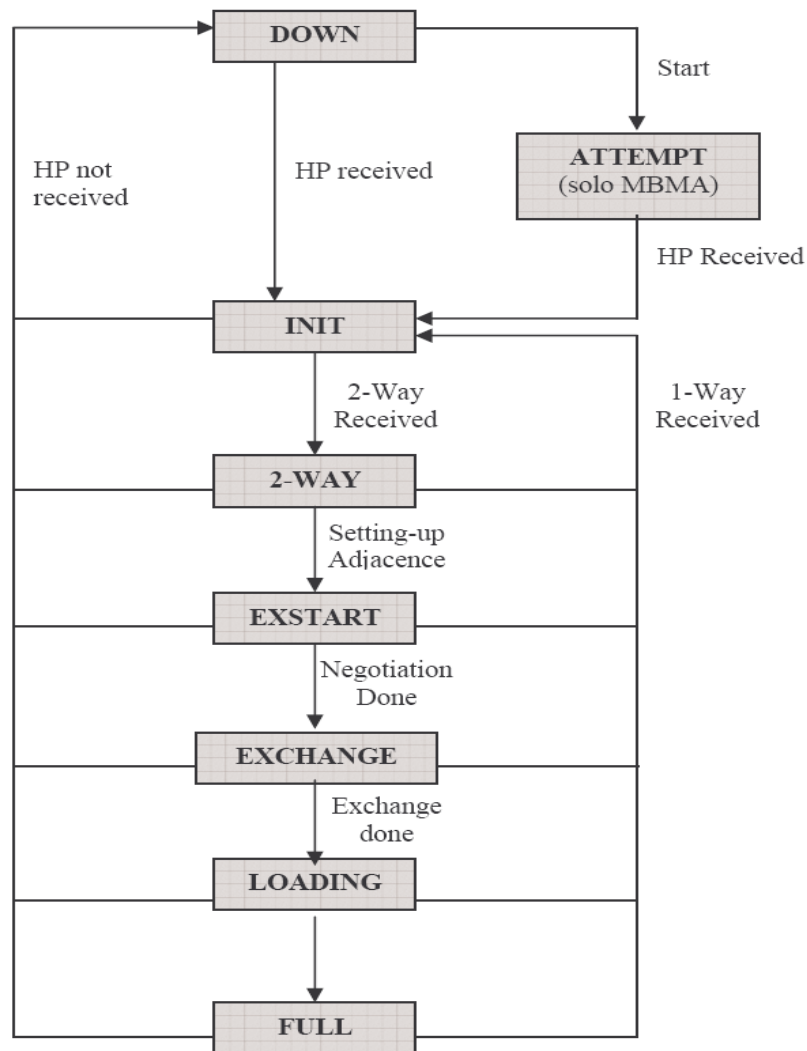 DOWN
Start
ATTEMPT
(solo MBMA)
HP not
received
HP received
HP Received
INIT
2-Way
Received
1-Way
Received
2-WAY
Setting-up
Adjacence
EXSTART
Negotiation
Done
EXCHANGE
Exchange
done
LOADING
FULL